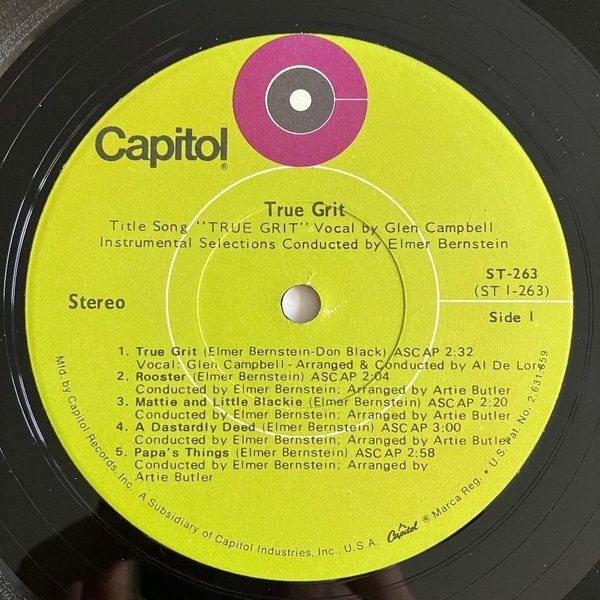 Capitol®
True Grit
Title Song "TRUE GRIT" Vocal by Glen Campbell
Instrumental Selections Conducted by Elmer Bernstein
ST-263
(ST 1-263)
Stereo
Side 1
1. True Grit (Elmer Bernstein-Don Black) ASCAP 2:32
Vocal: Glen Campbell - Arranged & Conducted by Al De Lory
2. Rooster (Elmer Bernstein) ASCAP 2:04
Conducted by Elmer Bernstein; Arranged by Artie Butler
3. Mattie and Little Blackie (Elmer Bernstein) ASCAP 2:20
Conducted by Elmer Bernstein; Arranged by Artie Butler
4. A Dastardly Deed (Elmer Bernstein) ASCAP 3:00
Conducted by Elmer Bernstein; Arranged by Artie Butler
5. Papa's Things (Elmer Bernstein) ASCAP 2:58
Conducted by Elmer Bernstein; Arranged by
Artie Butler
Mfd. by Capitol Records, Inc., A Subsidiary of Capitol Industries, Inc., U.S.A. Capitol ® Marca Reg. • U.S. Pat. No. 2,631,859